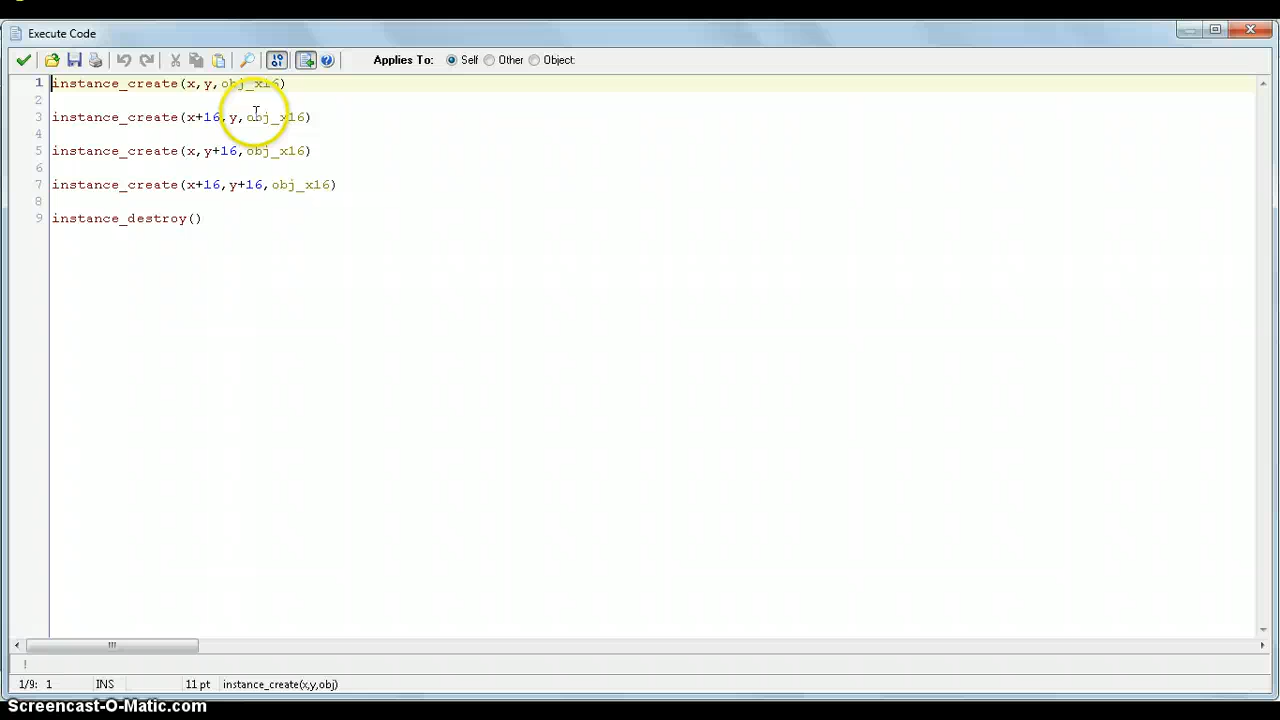 Execute Code
Applies To: Self Other Object:
1 instance_create(x,y,obj_x16)
2
3 instance_create(x+16,y,obj_x16)
4
5 instance_create(x,y+16,obj_x16)
6
7 instance_create(x+16,y+16,obj_x16)
8
9 instance_destroy()
!
1/9: 1 INS 11 pt instance_create(x,y,obj)
Screencast-O-Matic.com